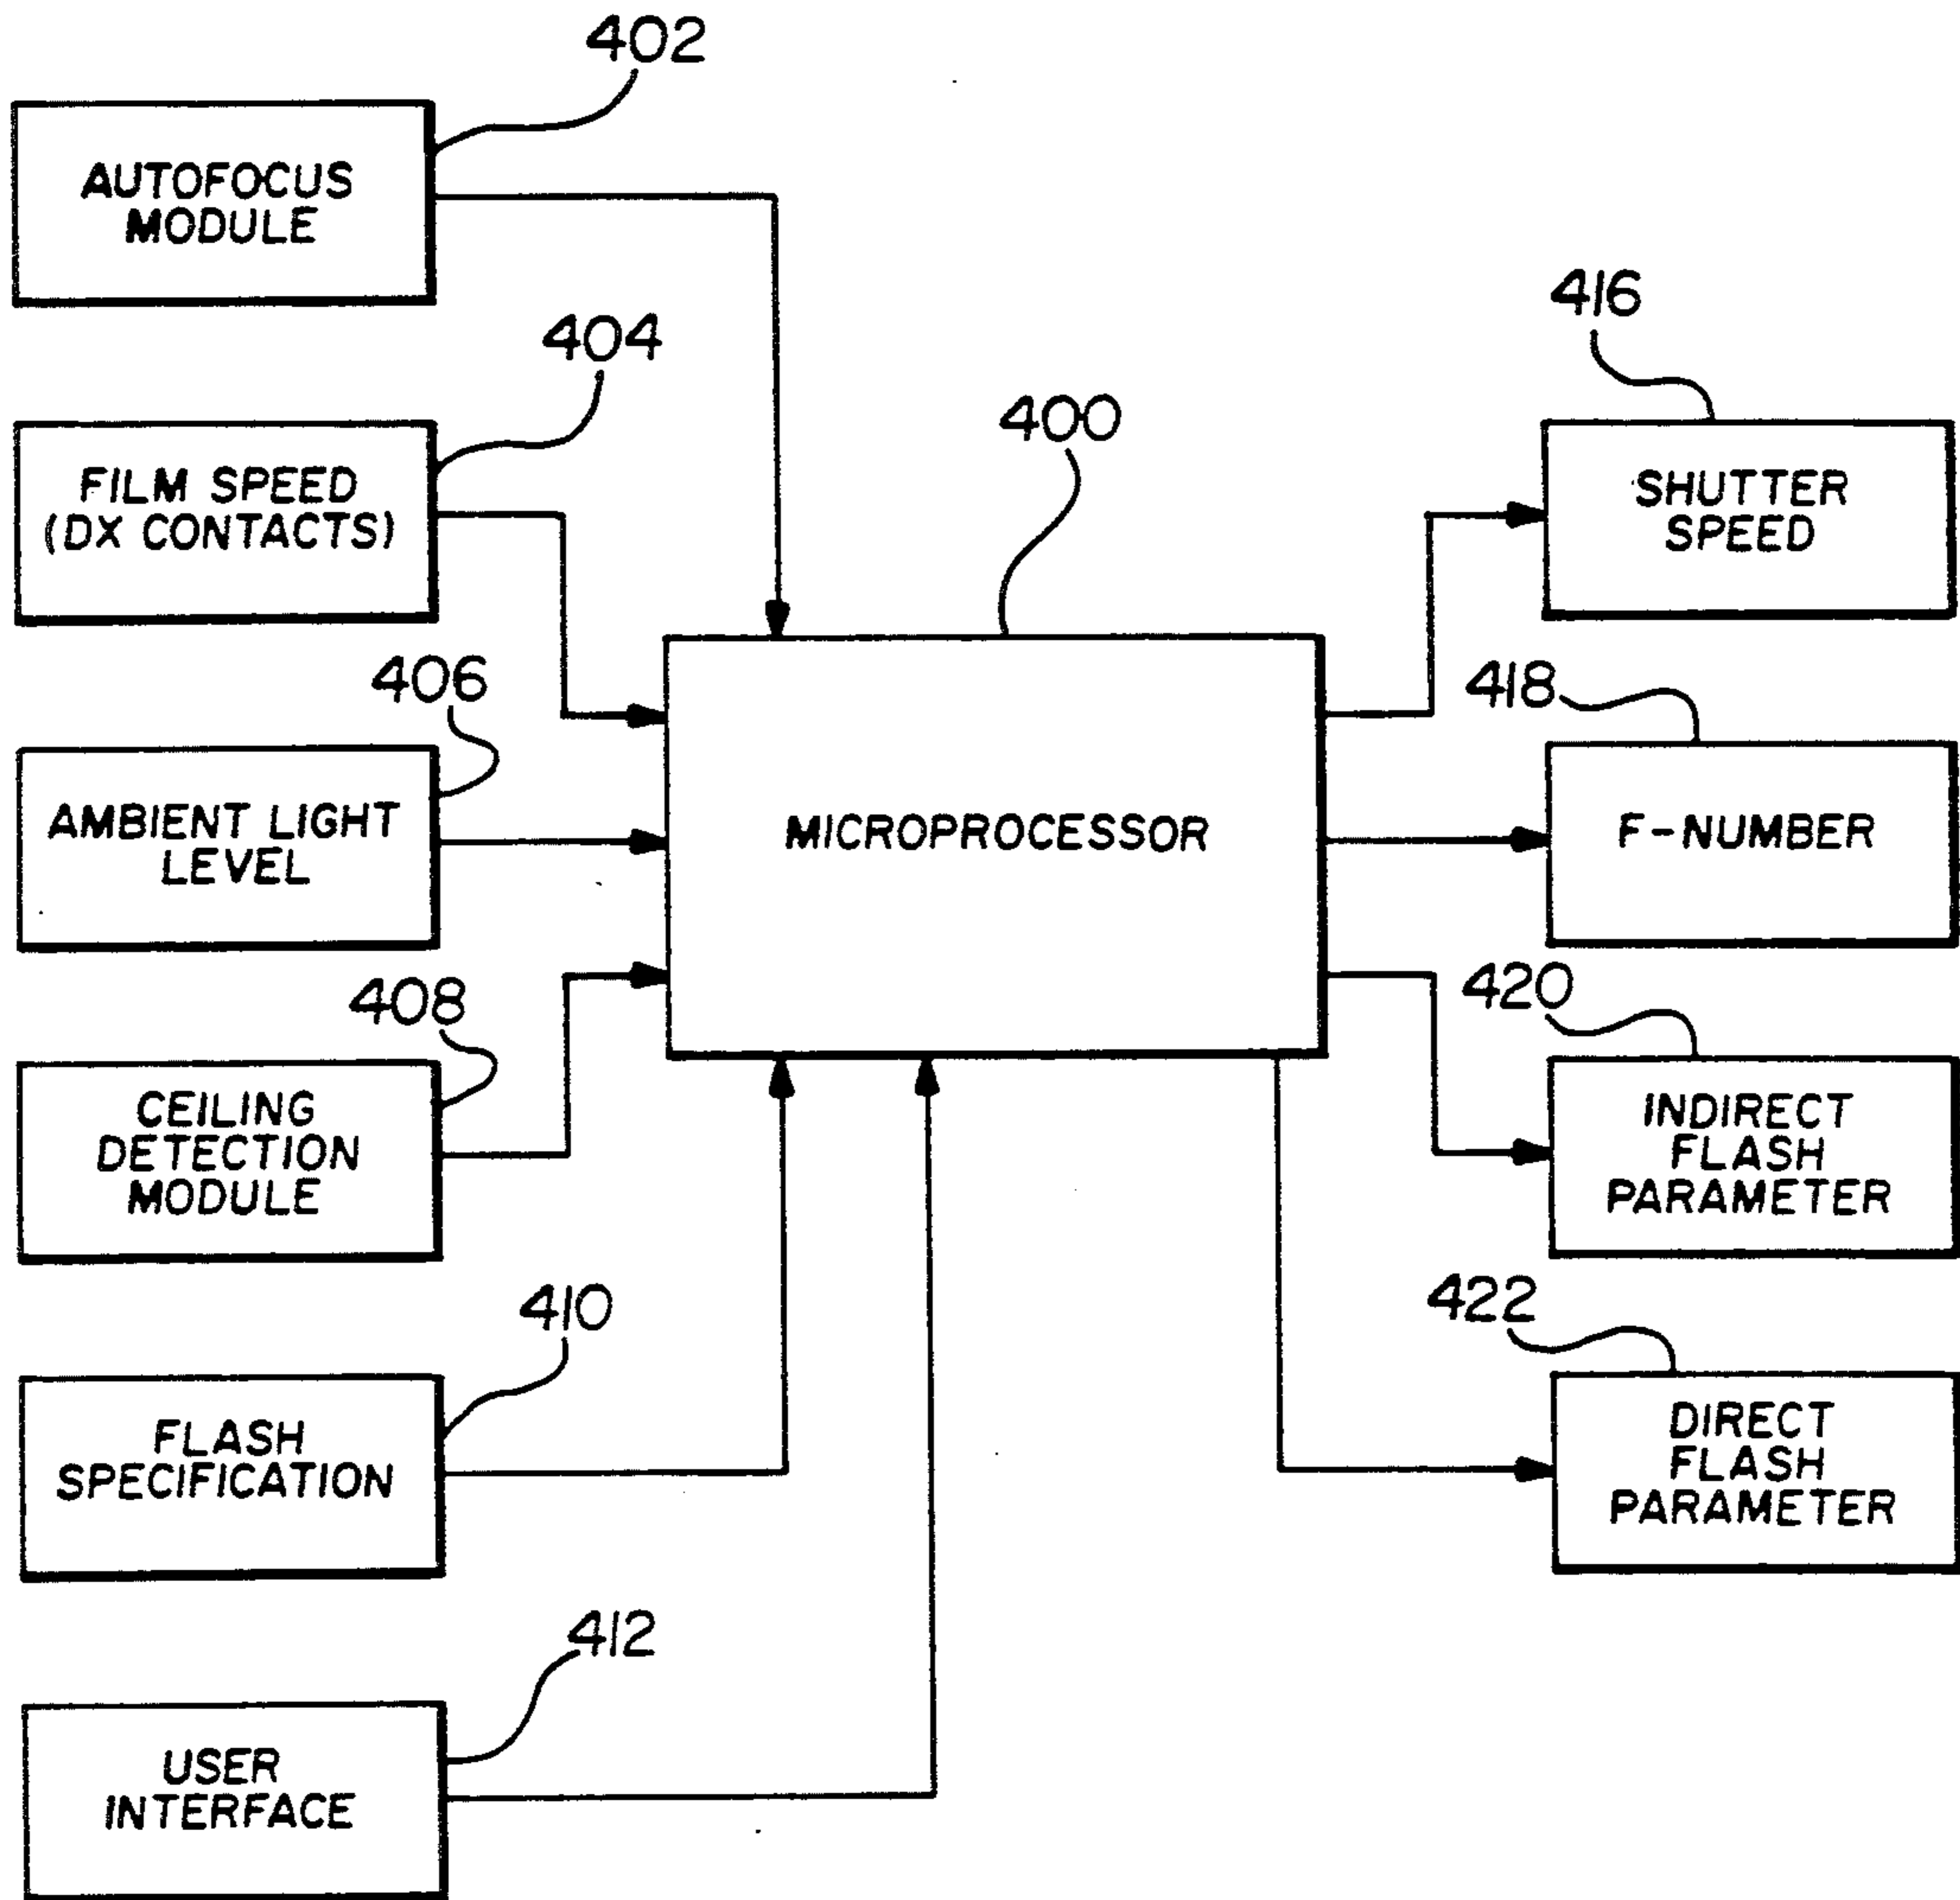 402
AUTOFOCUS
MODULE
404
FILM SPEED
(DX CONTACTS)
406
AMBIENT LIGHT
LEVEL
408
CEILING
DETECTION
MODULE
410
FLASH
SPECIFICATION
412
USER
INTERFACE
400
MICROPROCESSOR
416
SHUTTER
SPEED
418
F-NUMBER
420
INDIRECT
FLASH
PARAMETER
422
DIRECT
FLASH
PARAMETER